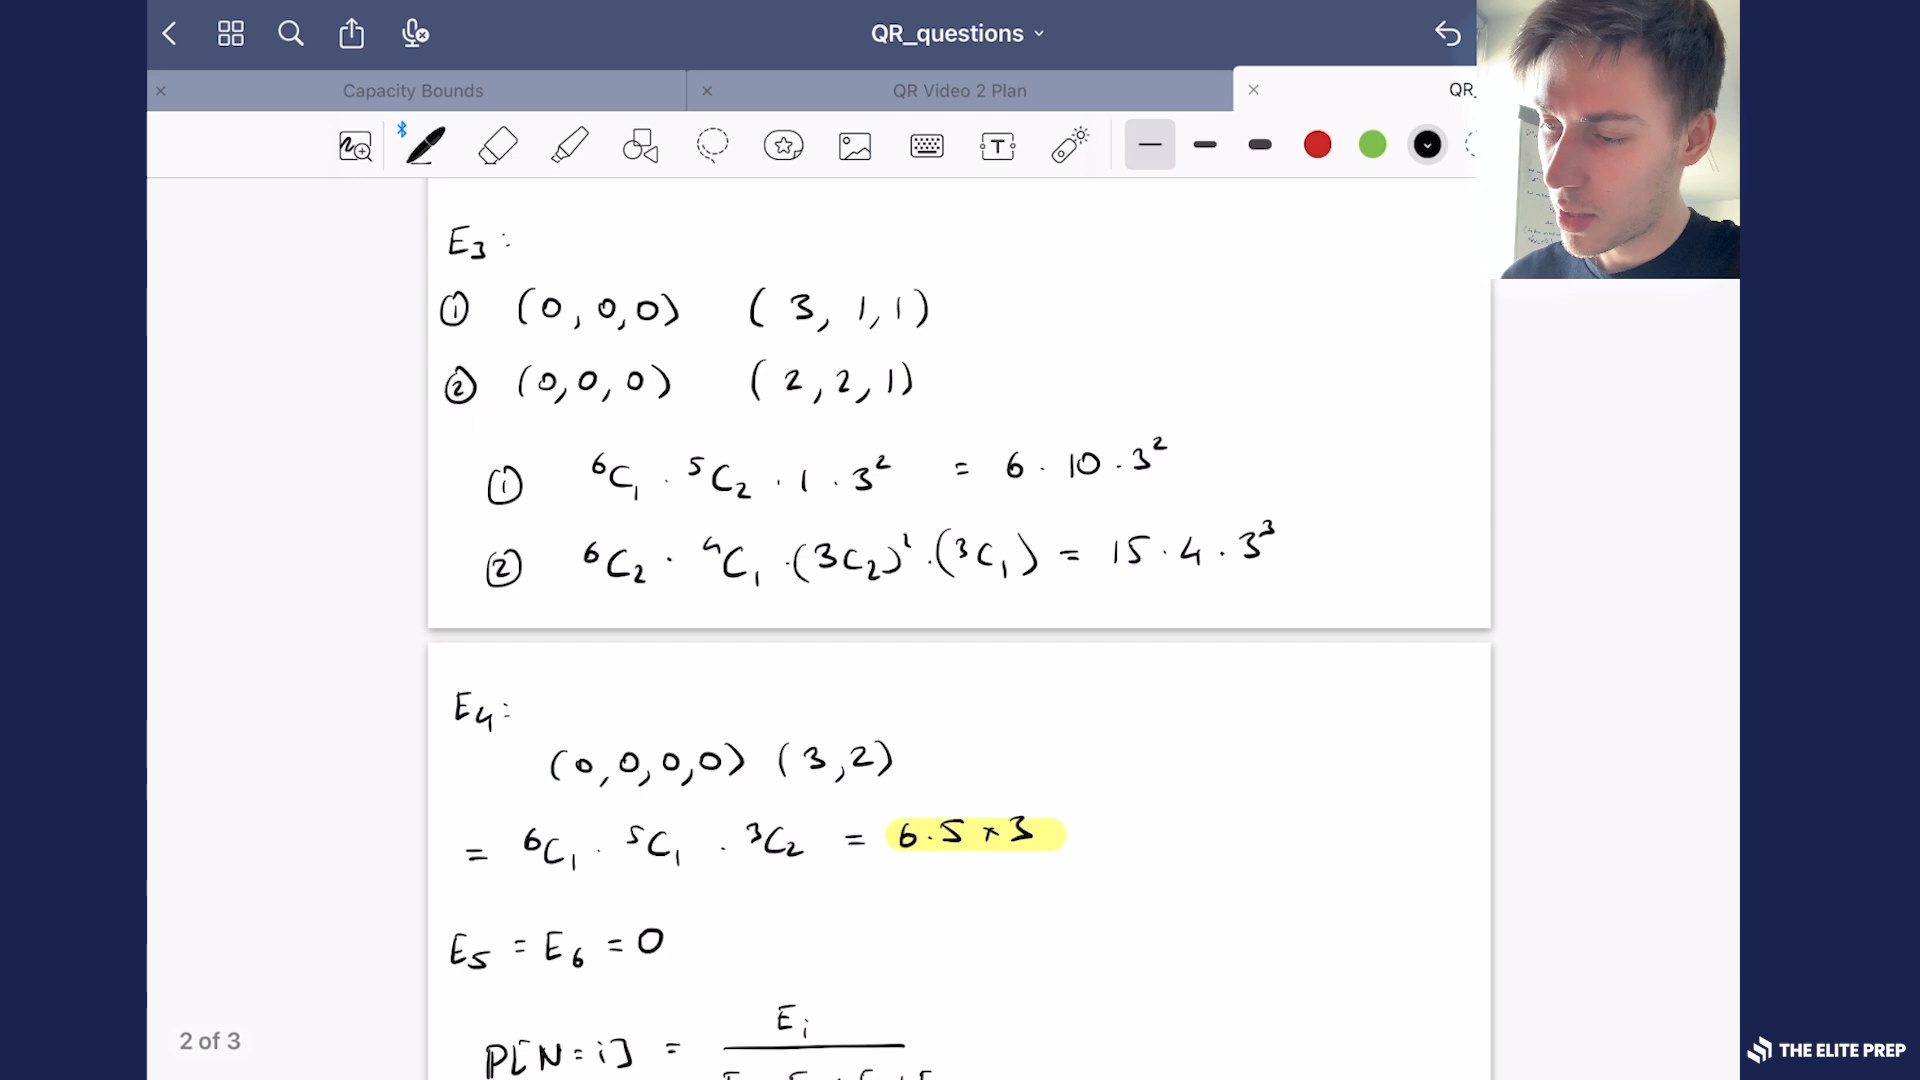 QR_questions
Capacity Bounds
QR Video 2 Plan
QR_
E₃ :
① (0, 0, 0) (3, 1, 1)
② (0, 0, 0) (2, 2, 1)
① ⁶C₁ . ⁵C₂ . 1 . 3² = 6 . 10 . 3²
② ⁶C₂ . ⁴C₁ . (3C₂)² . (³C₁) = 15 . 4 . 3³
E₄ :
(0, 0, 0, 0) (3, 2)
= ⁶C₁ . ⁵C₁ . ³C₂ = 6 . 5 × 3
E₅ = E₆ = 0
Eᵢ
P[N = i] =
2 of 3
THE ELITE PREP